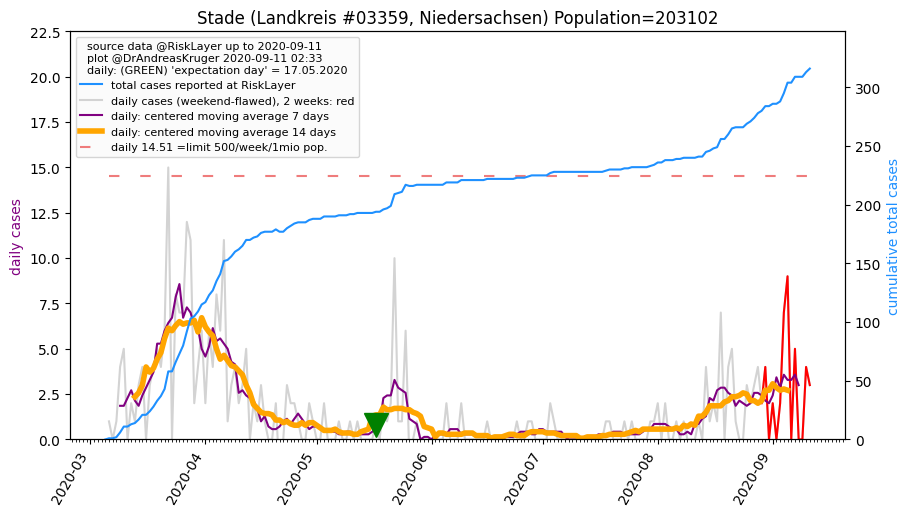 Stade (Landkreis #03359, Niedersachsen) Population=203102
source data @RiskLayer up to 2020-09-11
plot @DrAndreasKruger 2020-09-11 02:33
daily: (GREEN) 'expectation day' = 17.05.2020
total cases reported at RiskLayer
daily cases (weekend-flawed), 2 weeks: red
daily: centered moving average 7 days
daily: centered moving average 14 days
daily 14.51 =limit 500/week/1mio pop.
daily cases
22.5
20.0
17.5
15.0
12.5
10.0
7.5
5.0
2.5
0.0
cumulative total cases
300
250
200
150
100
50
0
2020-03
2020-04
2020-05
2020-06
2020-07
2020-08
2020-09